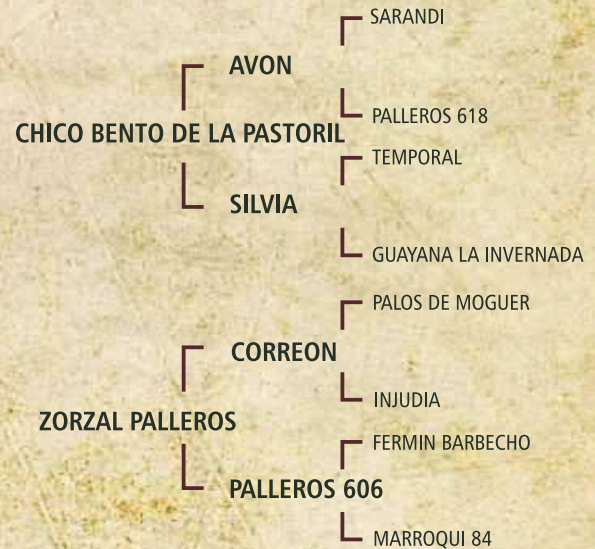 SARANDI
AVON
PALLEROS 618
CHICO BENTO DE LA PASTORIL
TEMPORAL
SILVIA
GUAYANA LA INVERNADA
PALOS DE MOGUER
CORREON
INJUDIA
ZORZAL PALLEROS
FERMIN BARBECHO
PALLEROS 606
MARROQUI 84